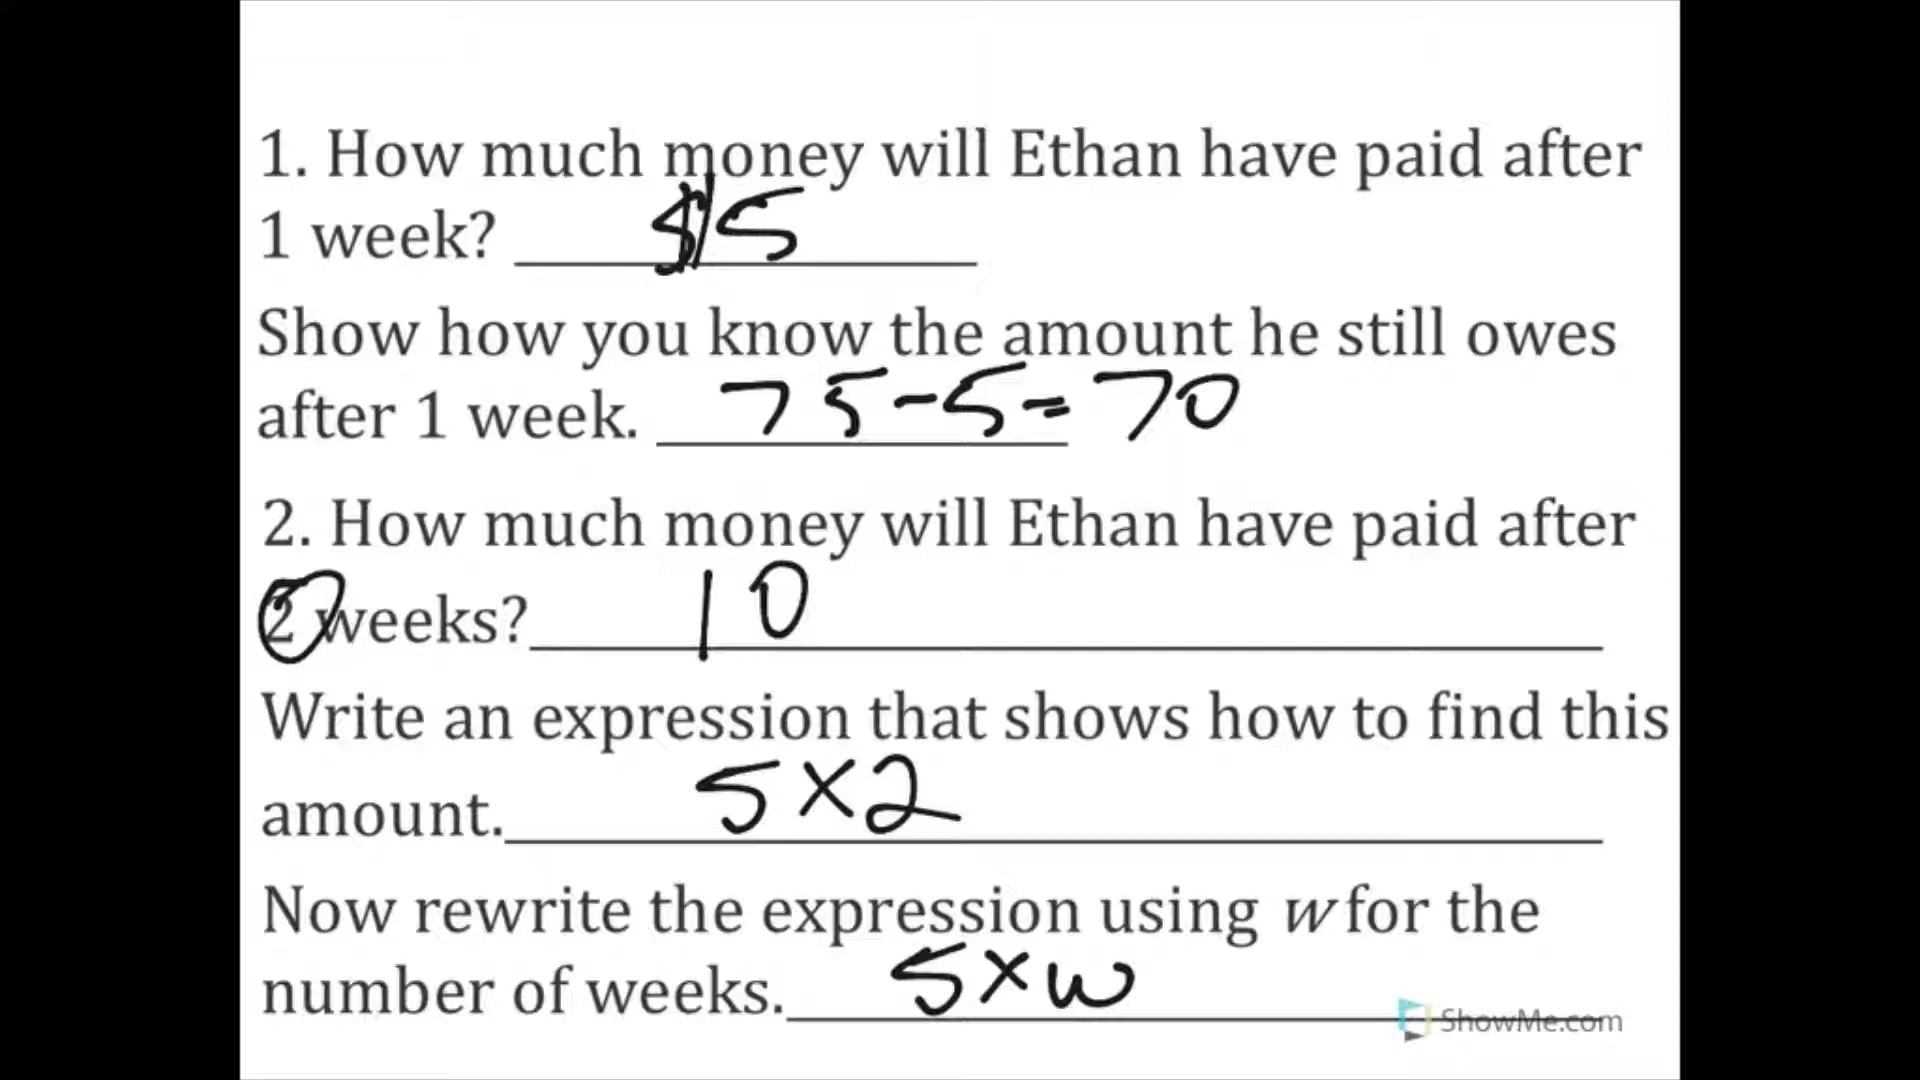 1. How much money will Ethan have paid after
1 week? $5
Show how you know the amount he still owes
after 1 week. 75-5=70
2. How much money will Ethan have paid after
2 weeks? 10
Write an expression that shows how to find this
amount. 5x2
Now rewrite the expression using w for the
number of weeks. 5xw
ShowMe.com